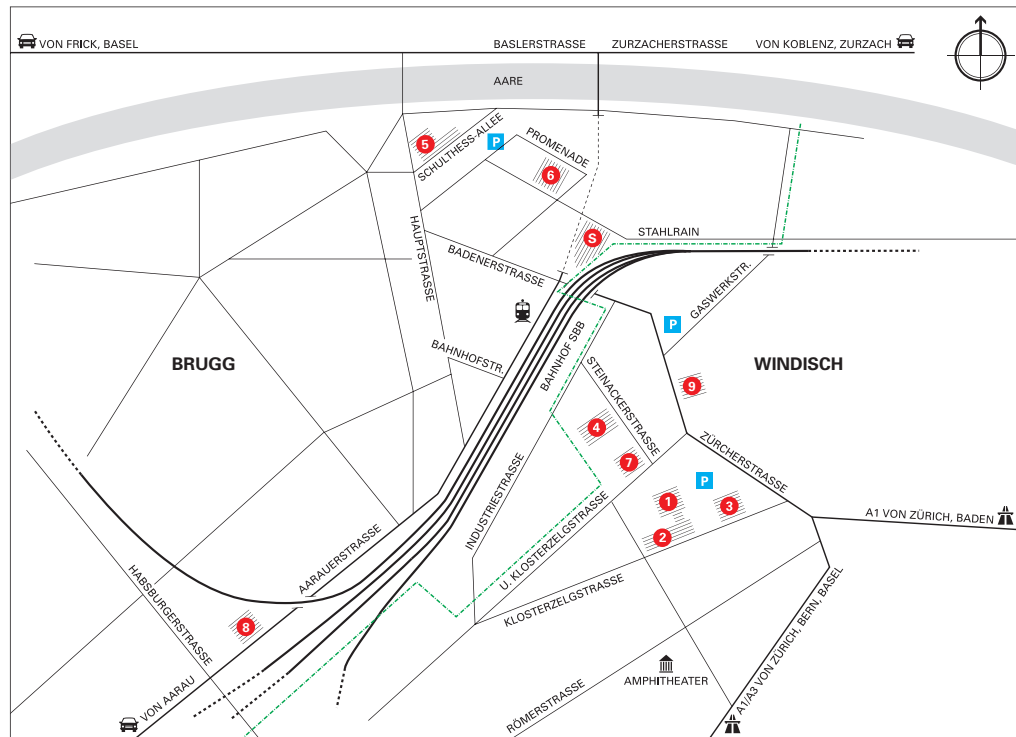 VON FRICK, BASEL
BASLERSTRASSE
ZURZACHERSTRASSE
VON KOBLENZ, ZURZACH
AARE
5
SCHULTHESS-ALLEE
P
PROMENADE
6
HAUPTSTRASSE
S
STAHLRAIN
BADENERSTRASSE
GASWERKSTR.
P
BAHNHOF SBB
BAHNHOFSTR.
BRUGG
WINDISCH
STEINACKERSTRASSE
9
4
7
ZÜRCHERSTRASSE
P
1
3
2
A1 VON ZÜRICH, BADEN
INDUSTRIESTRASSE
U. KLOSTERZELGSTRASSE
AARAUERSTRASSE
HABSBURGERSTRASSE
8
KLOSTERZELGSTRASSE
A1/A3 VON ZÜRICH, BERN, BASEL
AMPHITHEATER
RÖMERSTRASSE
VON AARAU